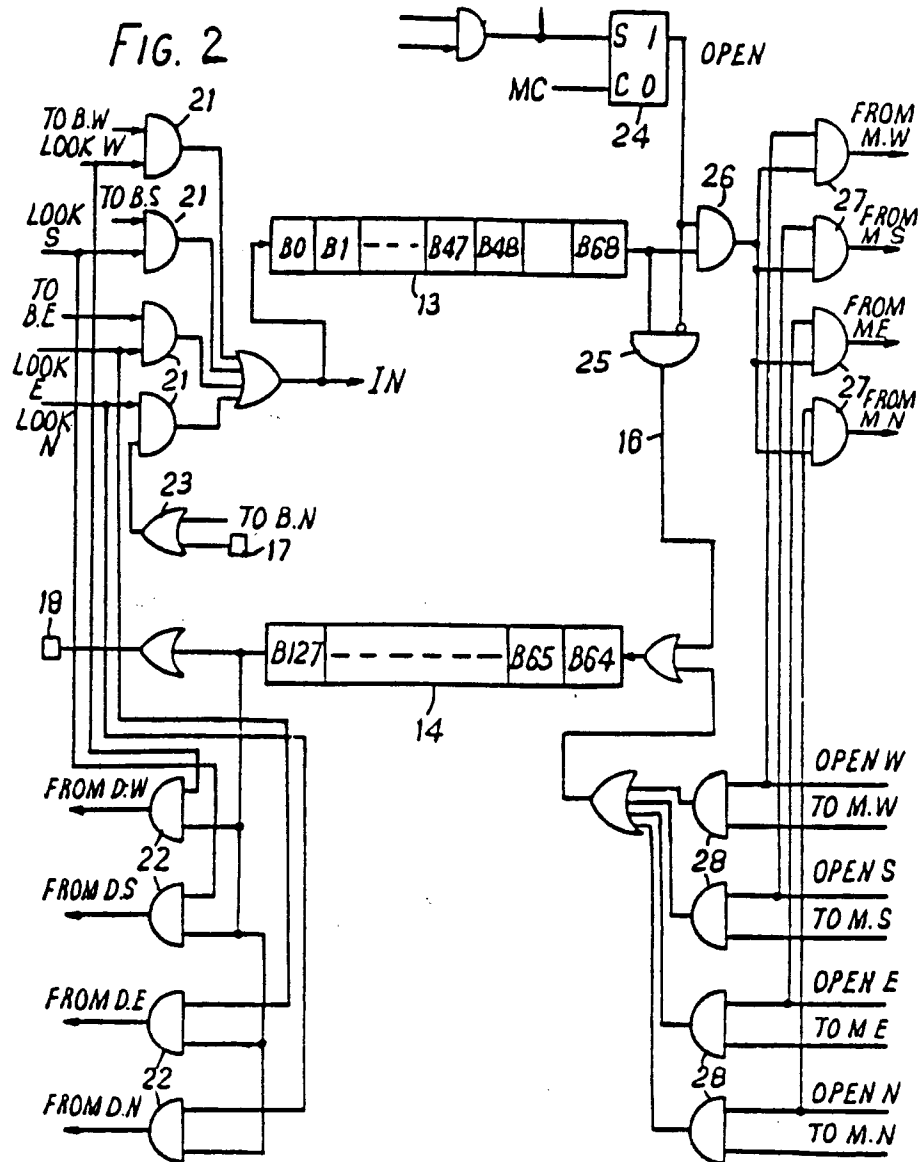 FIG. 2
S 1
OPEN
MC
C 0
24
TO B.W
LOOK W
21
FROM
M.W
LOOK
S
TO B.S
21
26
27
FROM
M S
B0 B1 ---- B47 B48 B68
13
TO
B.E
FROM
M E
25
LOOK
E
21
IN
LOOK
N
27
FROM
M N
16
23
TO B.N
17
18
B127 -------- B65 B64
14
OPEN W
FROM D.W
TO M.W
22
28
OPEN S
FROM D.S
TO M.S
OPEN E
FROM D.E
TO M E
22
28
22
28
OPEN N
FROM D.N
TO M.N